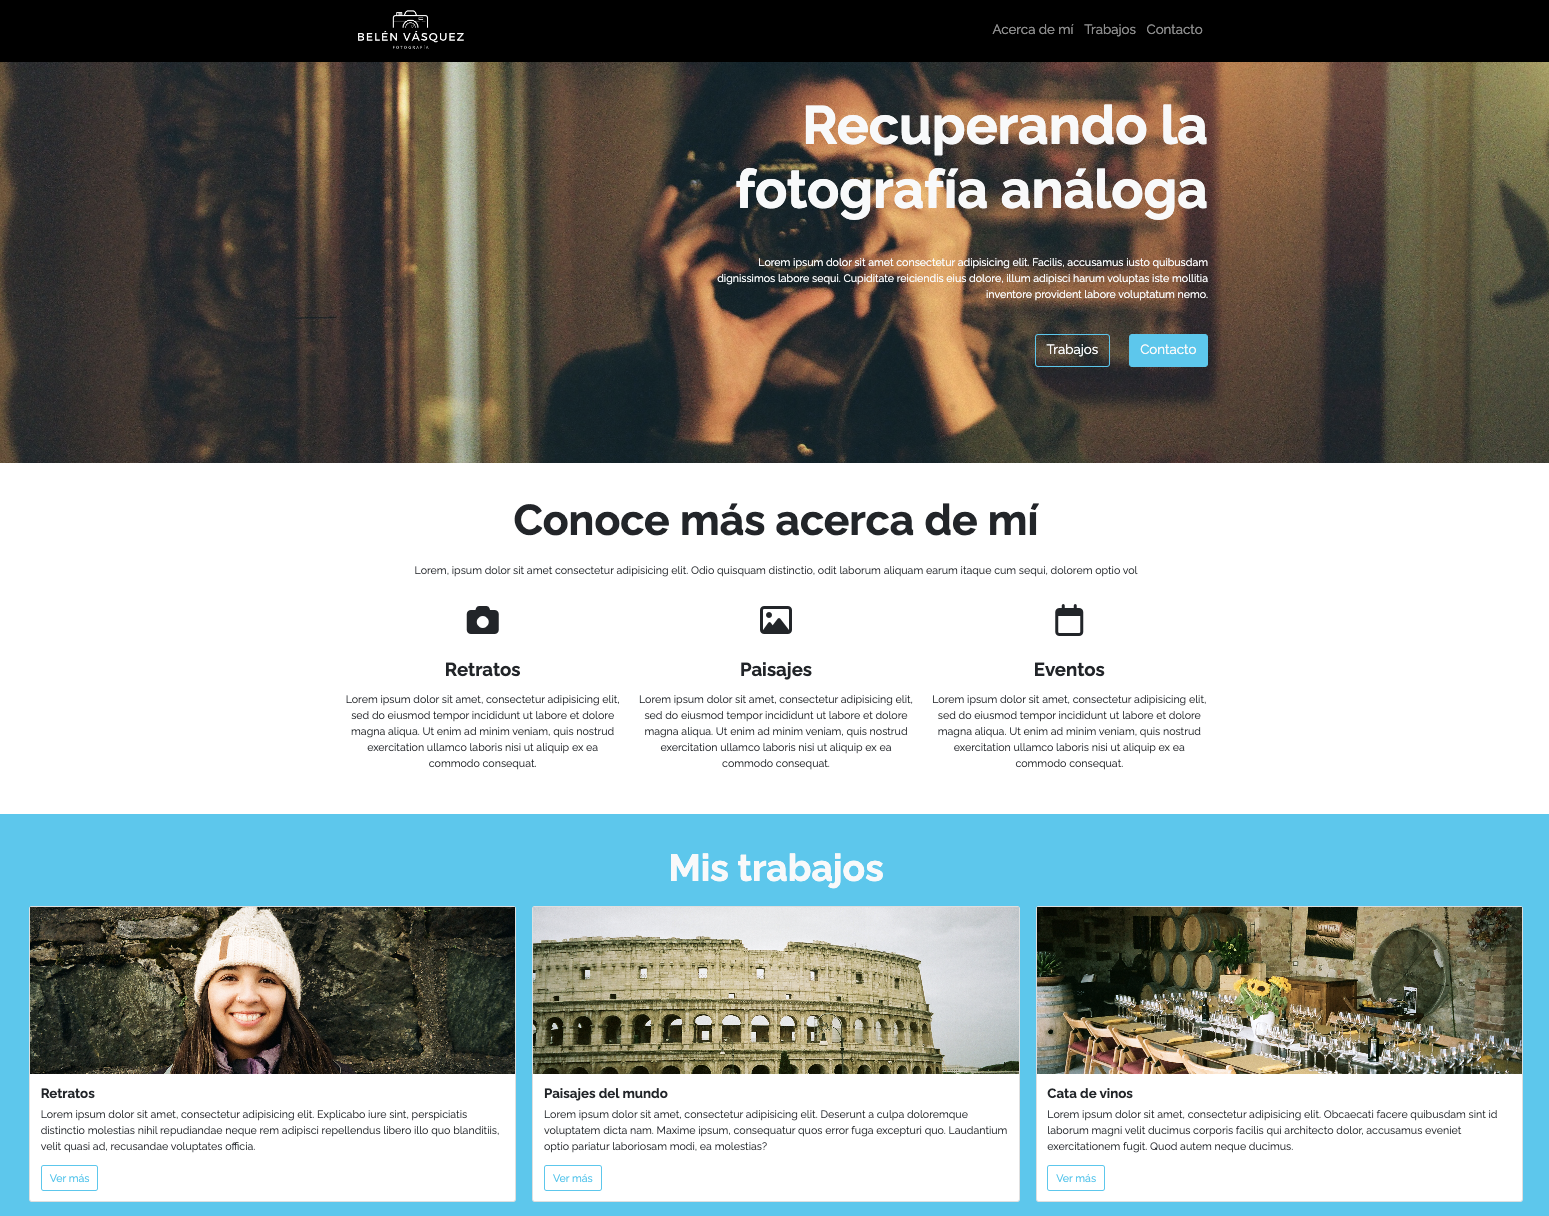 BELÉN VÁSQUEZ
FOTOGRAFÍA
Acerca de mí Trabajos Contacto
Recuperando la
fotografía análoga
Lorem ipsum dolor sit amet consectetur adipisicing elit. Facilis, accusamus iusto quibusdam
dignissimos labore sequi. Cupiditate reiciendis eius dolore, illum adipisci harum voluptas iste mollitia
inventore provident labore voluptatum nemo.
Trabajos Contacto
Conoce más acerca de mí
Lorem, ipsum dolor sit amet consectetur adipisicing elit. Odio quisquam distinctio, odit laborum aliquam earum itaque cum sequi, dolorem optio vol
Retratos
Lorem ipsum dolor sit amet, consectetur adipisicing elit,
sed do eiusmod tempor incididunt ut labore et dolore
magna aliqua. Ut enim ad minim veniam, quis nostrud
exercitation ullamco laboris nisi ut aliquip ex ea
commodo consequat.
Paisajes
Lorem ipsum dolor sit amet, consectetur adipisicing elit,
sed do eiusmod tempor incididunt ut labore et dolore
magna aliqua. Ut enim ad minim veniam, quis nostrud
exercitation ullamco laboris nisi ut aliquip ex ea
commodo consequat.
Eventos
Lorem ipsum dolor sit amet, consectetur adipisicing elit,
sed do eiusmod tempor incididunt ut labore et dolore
magna aliqua. Ut enim ad minim veniam, quis nostrud
exercitation ullamco laboris nisi ut aliquip ex ea
commodo consequat.
Mis trabajos
Retratos
Lorem ipsum dolor sit amet, consectetur adipisicing elit. Explicabo iure sint, perspiciatis
distinctio molestias nihil repudiandae neque rem adipisci repellendus libero illo quo blanditiis,
velit quasi ad, recusandae voluptates officia.
Ver más
Paisajes del mundo
Lorem ipsum dolor sit amet, consectetur adipisicing elit. Deserunt a culpa doloremque
voluptatem dicta nam. Maxime ipsum, consequatur quos error fuga excepturi quo. Laudantium
optio pariatur laboriosam modi, ea molestias?
Ver más
Cata de vinos
Lorem ipsum dolor sit amet, consectetur adipisicing elit. Obcaecati facere quibusdam sint id
laborum magni velit ducimus corporis facilis qui architecto dolor, accusamus eveniet
exercitationem fugit. Quod autem neque ducimus.
Ver más